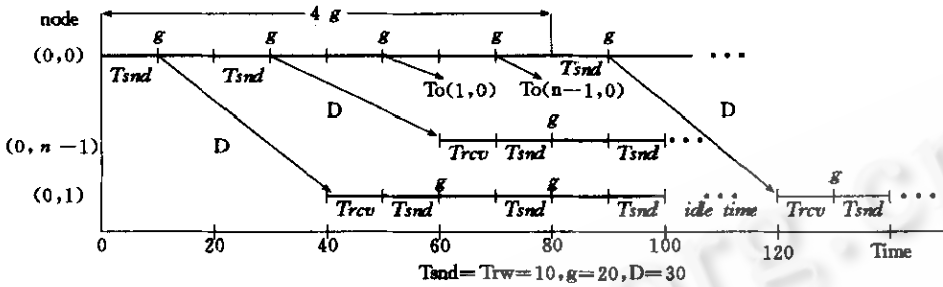 node
4 g
g g g g g
(0,0)
Tsnd Tsnd Tsnd
To(1,0) To(n-1,0)
D D D
g
(0, n-1)
Trcv Tsnd Tsnd
g g g
(0,1)
Trcv Tsnd Tsnd Tsnd idle time Trcv Tsnd
0 20 40 60 80 100 120 Time
Tsnd=Trw=10,g=20,D=30